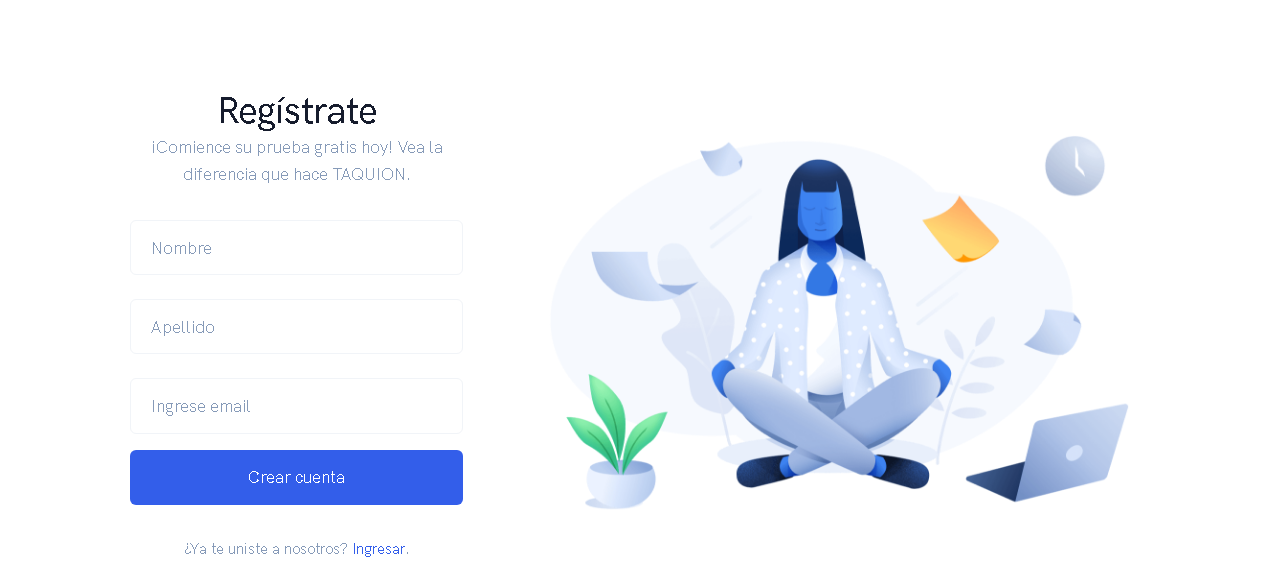 Regístrate
¡Comience su prueba gratis hoy! Vea la
diferencia que hace TAQUION.
Nombre
Apellido
Ingrese email
Crear cuenta
¿Ya te uniste a nosotros? Ingresar.